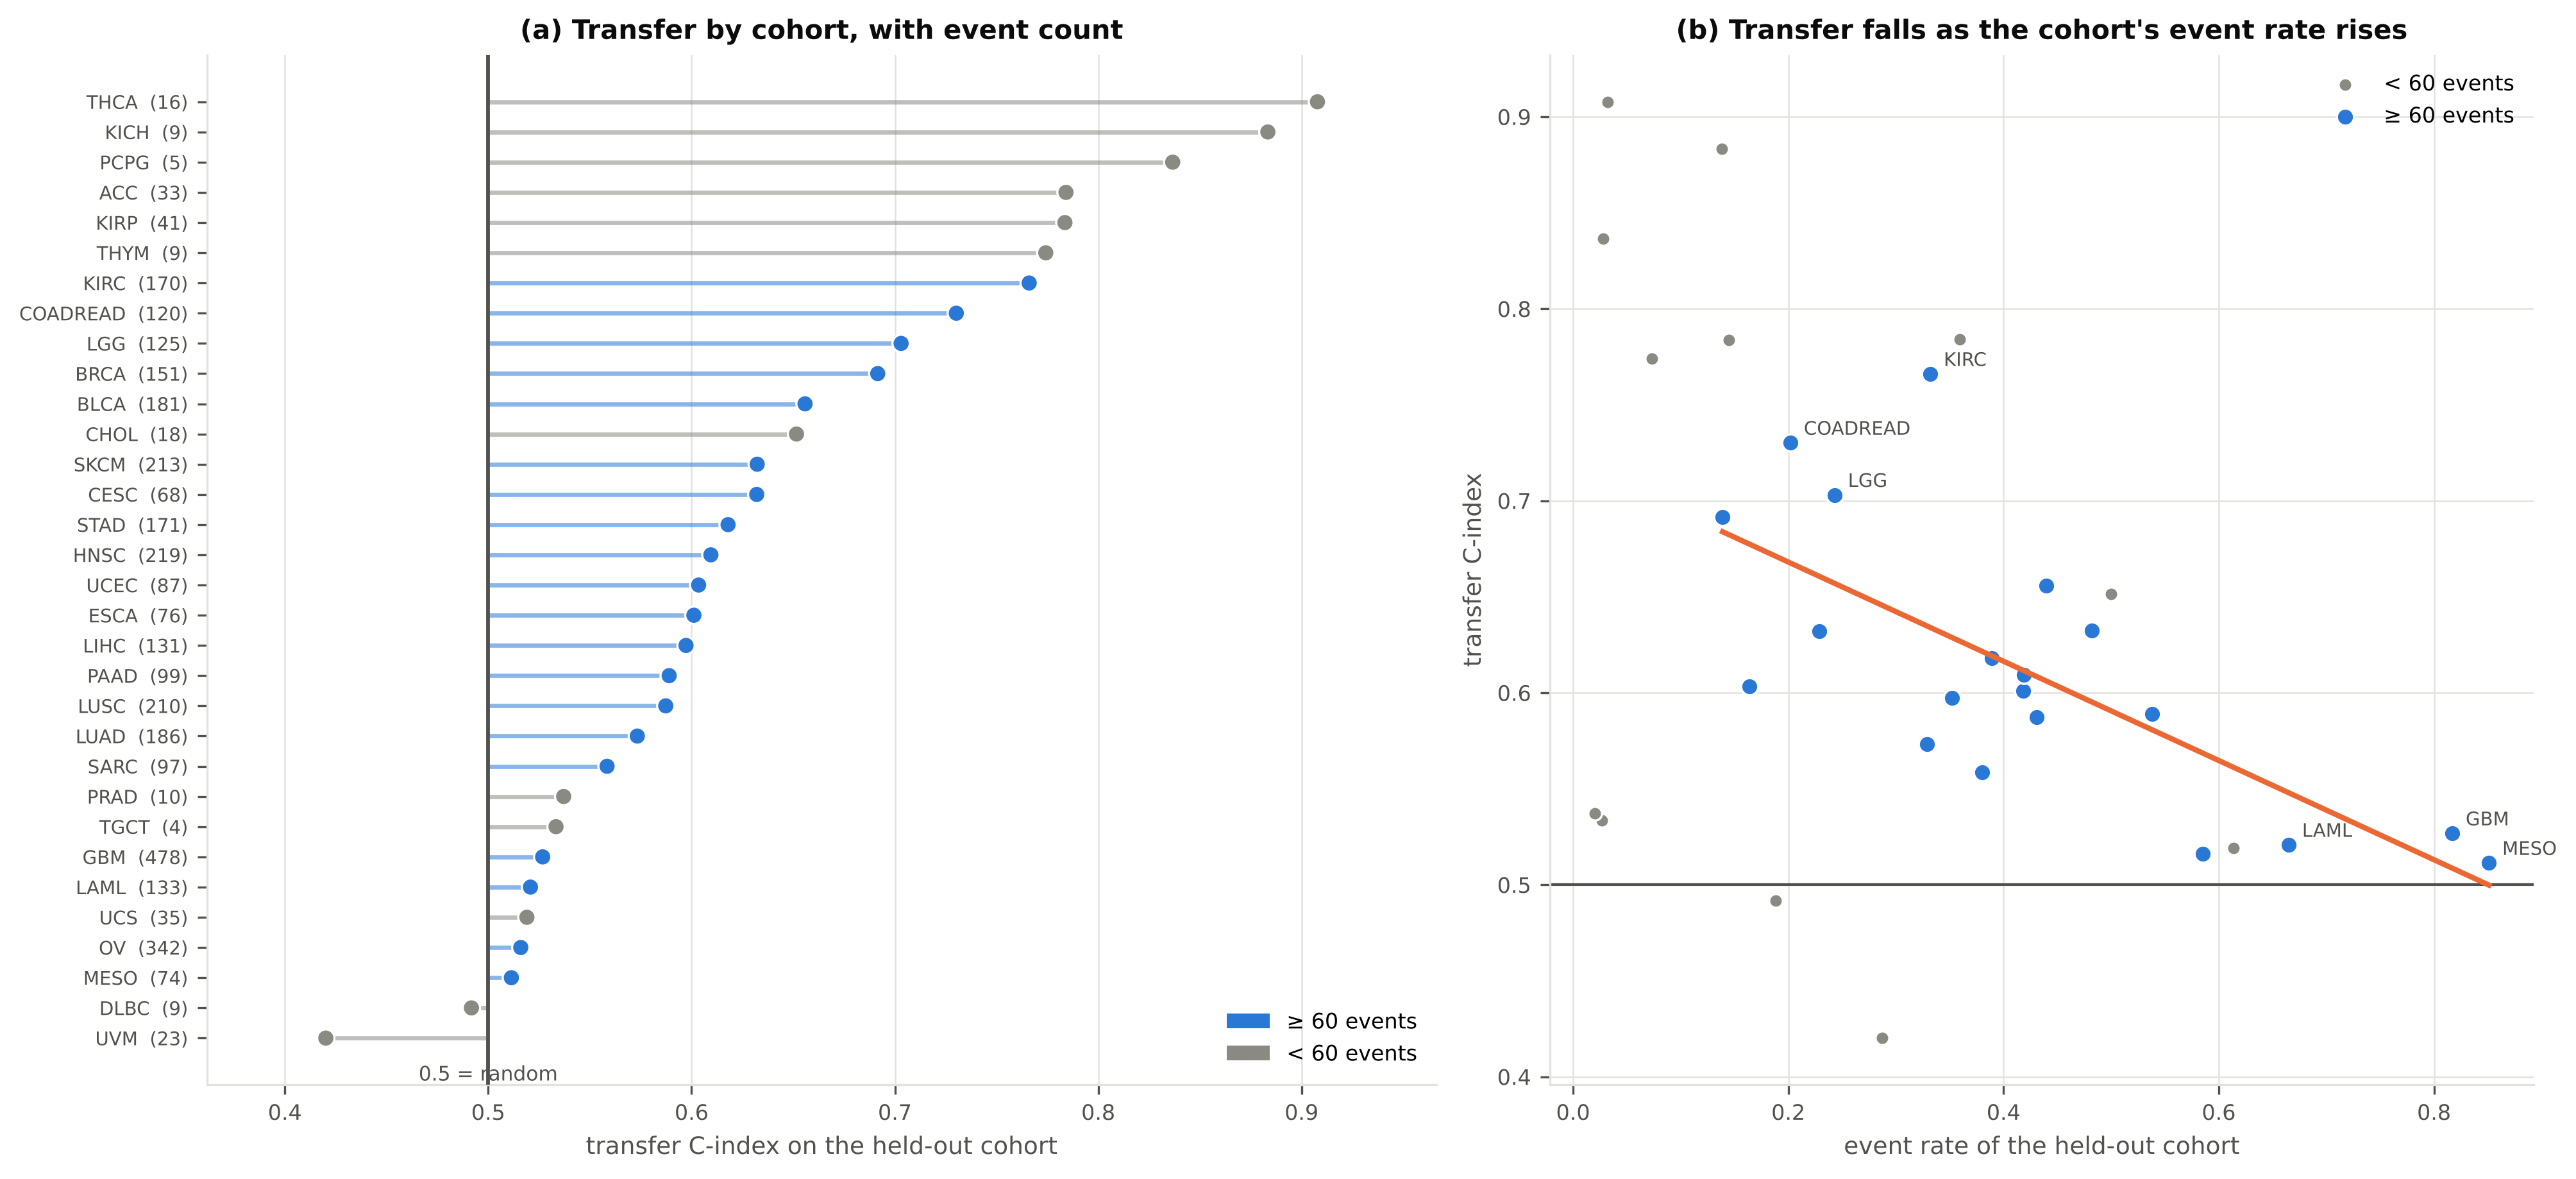 (a) Transfer by cohort, with event count
THCA (16)
KICH (9)
PCPG (5)
ACC (33)
KIRP (41)
THYM (9)
KIRC (170)
COADREAD (120)
LGG (125)
BRCA (151)
BLCA (181)
CHOL (18)
SKCM (213)
CESC (68)
STAD (171)
HNSC (219)
UCEC (87)
ESCA (76)
LIHC (131)
PAAD (99)
LUSC (210)
LUAD (186)
SARC (97)
PRAD (10)
TGCT (4)
GBM (478)
LAML (133)
UCS (35)
OV (342)
MESO (74)
DLBC (9)
UVM (23)
≥ 60 events
< 60 events
0.5 = random
0.4 0.5 0.6 0.7 0.8 0.9
transfer C-index on the held-out cohort
(b) Transfer falls as the cohort's event rate rises
< 60 events
≥ 60 events
transfer C-index
0.9
0.8
0.7
0.6
0.5
0.4
KIRC
COADREAD
LGG
GBM
LAML
MESO
0.0 0.2 0.4 0.6 0.8
event rate of the held-out cohort